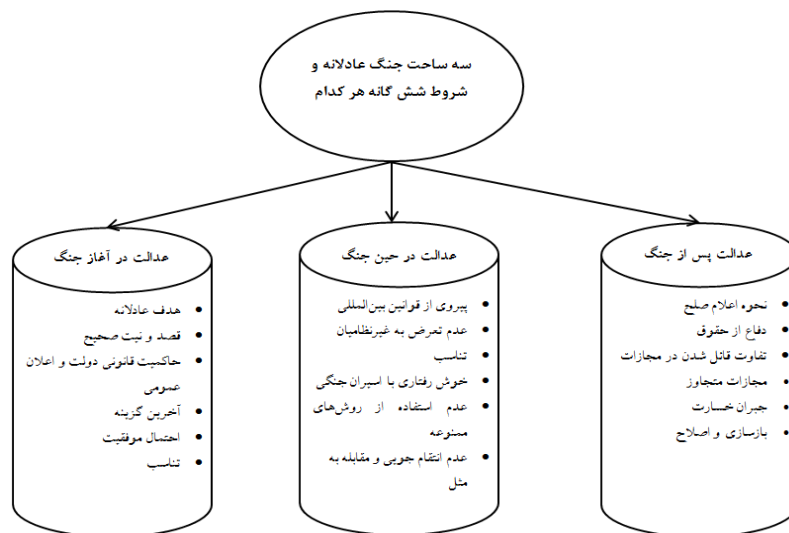 سه ساحت جنگ عادلانه و
شروط شش گانه هر کدام
عدالت در آغاز جنگ
هدف عادلانه
قصد و نیت صحیح
حاکمیت قانونی دولت و اعلان
عمومی
آخرین گزینه
احتمال موفقیت
تناسب
عدالت در حین جنگ
پیروی از قوانین بین‌المللی
عدم تعرض به غیرنظامیان
تناسب
خوش رفتاری با اسیران جنگی
عدم استفاده از روش‌های
ممنوعه
عدم انتقام جویی و مقابله به
مثل
عدالت پس از جنگ
نحوه اعلام صلح
دفاع از حقوق
تفاوت قائل شدن در مجازات
مجازات متجاوز
جبران خسارت
بازسازی و اصلاح